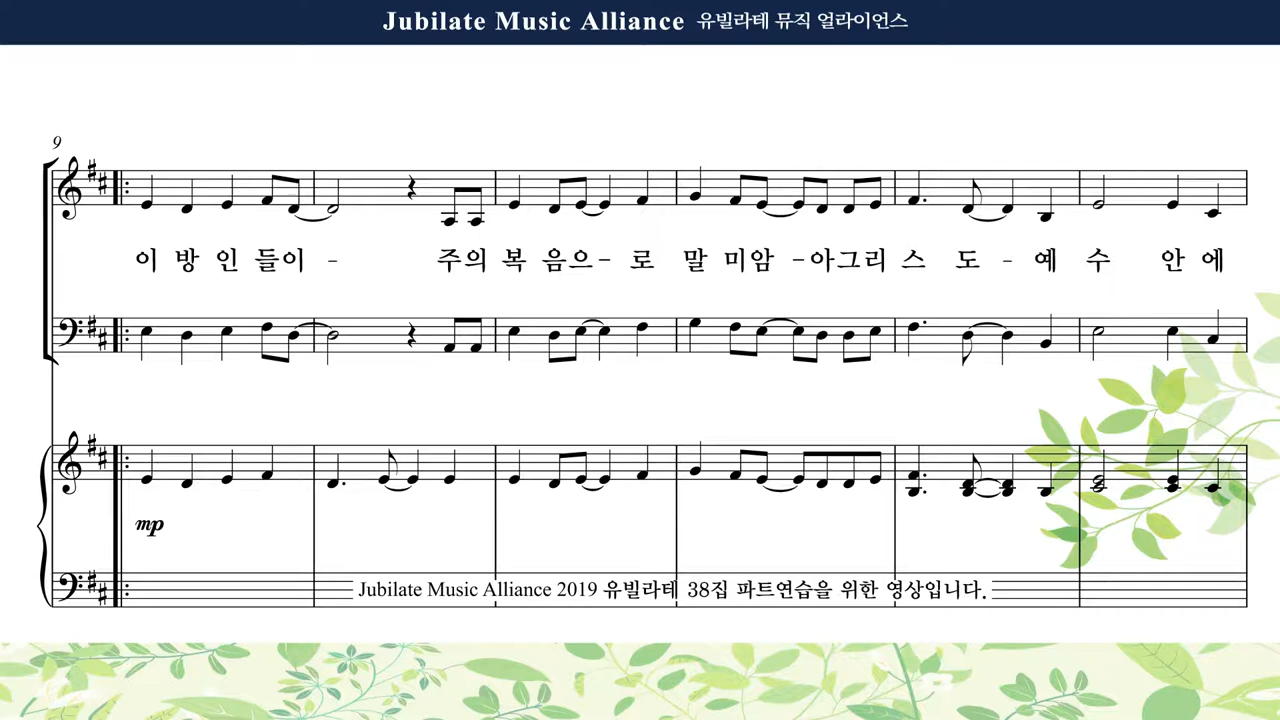 Jubilate Music Alliance 유빌라테 뮤직 얼라이언스
9
이 방 인 들이 - 주의 복 음으- 로 말 미암 -아그리 스 도 - 예 수 안 에
mp
Jubilate Music Alliance 2019 유빌라테 38집 파트연습을 위한 영상입니다.